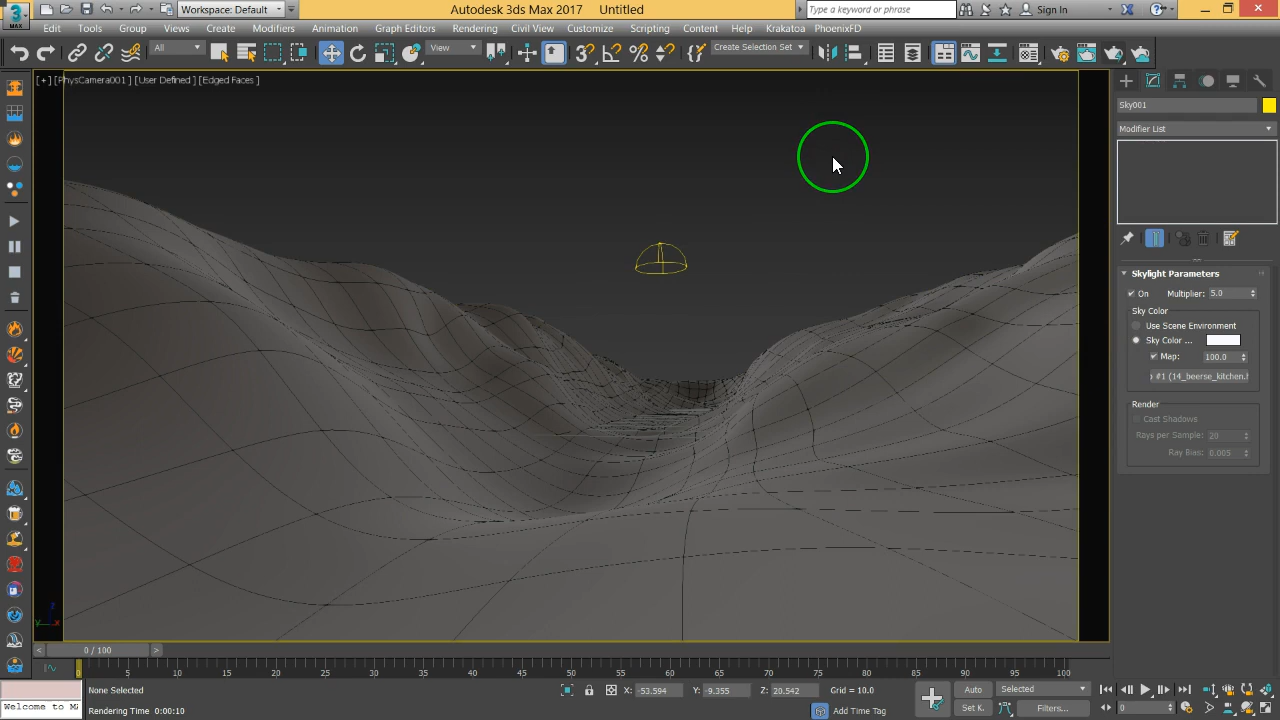 Workspace: Default
Autodesk 3ds Max 2017 Untitled
Type a keyword or phrase
Sign In
MAX
Edit Tools Group Views Create Modifiers Animation Graph Editors Rendering Civil View Customize Scripting Content Help Krakatoa PhoenixFD
All
View
Create Selection Set
[+] [PhysCamera001 ] [User Defined ] [Edged Faces ]
Sky001
Modifier List
Skylight Parameters
On Multiplier: 5.0
Sky Color
Use Scene Environment
Sky Color ...
Map: 100.0
#1 (14_beerse_kitchen.h
Render
Cast Shadows
Rays per Sample: 20
Ray Bias: 0.005
0 / 100
0 5 10 15 20 25 30 35 40 45 50 55 60 65 70 75 80 85 90 95 100
None Selected
X: -53.594 Y: -9.355 Z: 20.542 Grid = 10.0
Auto
Selected
Welcome to M
Rendering Time 0:00:10
Add Time Tag
Set K.
Filters...
0